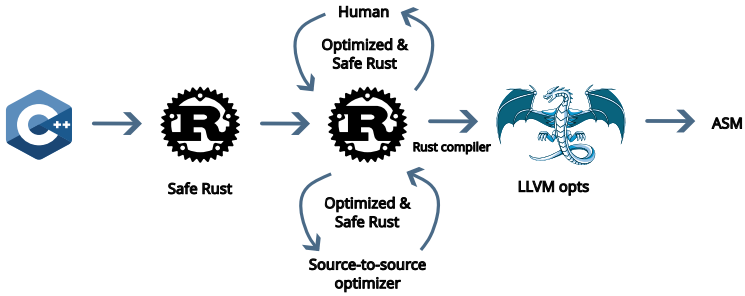 Human
Optimized &
Safe Rust
C++
R
R
Rust compiler
ASM
Safe Rust
LLVM opts
Optimized &
Safe Rust
Source-to-source
optimizer